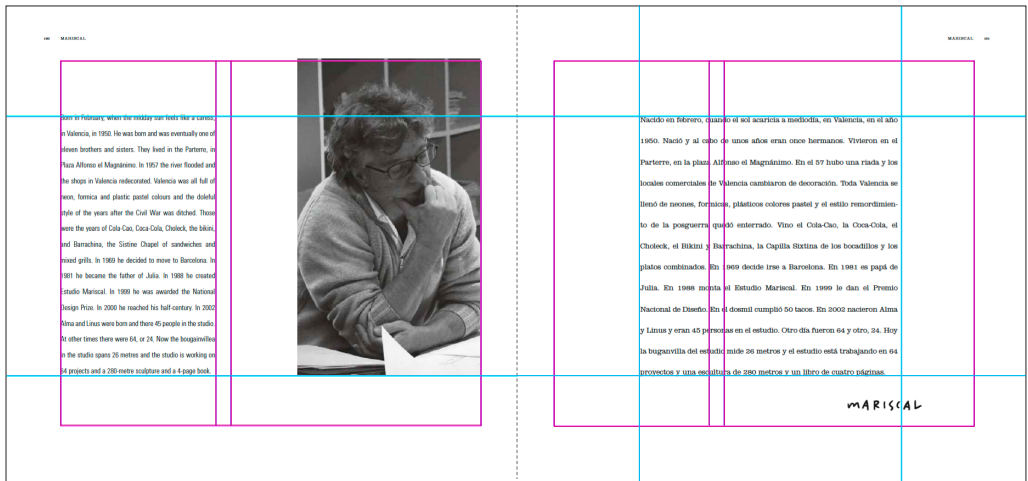 MARISCAL
Born in February, when the midday sun feels like a caress,
in Valencia, in 1950. He was born and was eventually one of
eleven brothers and sisters. They lived in the Parterre, in
Plaza Alfonso el Magnánimo. In 1957 the river flooded and
the shops in Valencia redecorated. Valencia was all full of
neon, formica and plastic pastel colours and the doleful
style of the years after the Civil War was ditched. Those
were the years of Cola-Cao, Coca-Cola, Choleck, the bikini,
and Barrachina, the Sistine Chapel of sandwiches and
mixed grills. In 1969 he decided to move to Barcelona. In
1981 he became the father of Julia. In 1988 he created
Estudio Mariscal. In 1999 he was awarded the National
Design Prize. In 2000 he reached his half-century. In 2002
Alma and Linus were born and there 45 people in the studio.
At other times there were 64, or 24. Now the bougainvillea
in the studio spans 26 metres and the studio is working on
64 projects and a 280-metre sculpture and a 4-page book.
MARISCAL
Nacido en febrero, cuando el sol acaricia a mediodía, en Valencia, en el año
1950. Nació y al cabo de unos años eran once hermanos. Vivieron en el
Parterre, en la plaza Alfonso el Magnánimo. En el 57 hubo una riada y los
locales comerciales de Valencia cambiaron de decoración. Toda Valencia se
llenó de neones, formicas, plásticos colores pastel y el estilo remordimien-
to de la posguerra quedó enterrado. Vino el Cola-Cao, la Coca-Cola, el
Choleck, el Bikini y Barrachina, la Capilla Sixtina de los bocadillos y los
platos combinados. En 1969 decide irse a Barcelona. En 1981 es papá de
Julia. En 1988 monta el Estudio Mariscal. En 1999 le dan el Premio
Nacional de Diseño. En el dosmil cumplió 50 tacos. En 2002 nacieron Alma
y Linus y eran 45 personas en el estudio. Otro día fueron 64 y otro, 24. Hoy
la buganvilla del estudio mide 26 metros y el estudio está trabajando en 64
proyectos y una escultura de 280 metros y un libro de cuatro páginas.
MARISCAL